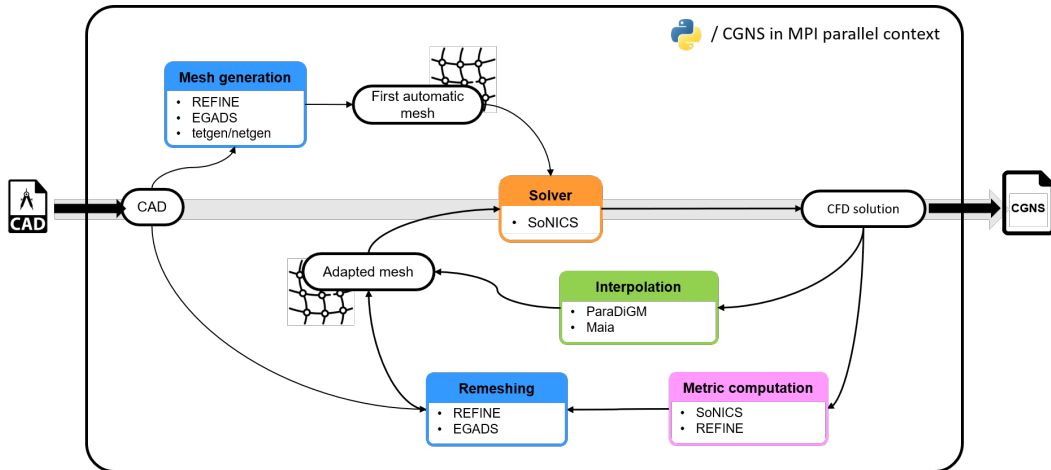 / CGNS in MPI parallel context
Mesh generation
• REFINE
• EGADS
• tetgen/netgen
First automatic
mesh
CAD
CAD
Solver
• SoNICS
CFD solution
CGNS
Adapted mesh
Interpolation
• ParaDiGM
• Maia
Remeshing
• REFINE
• EGADS
Metric computation
• SoNICS
• REFINE